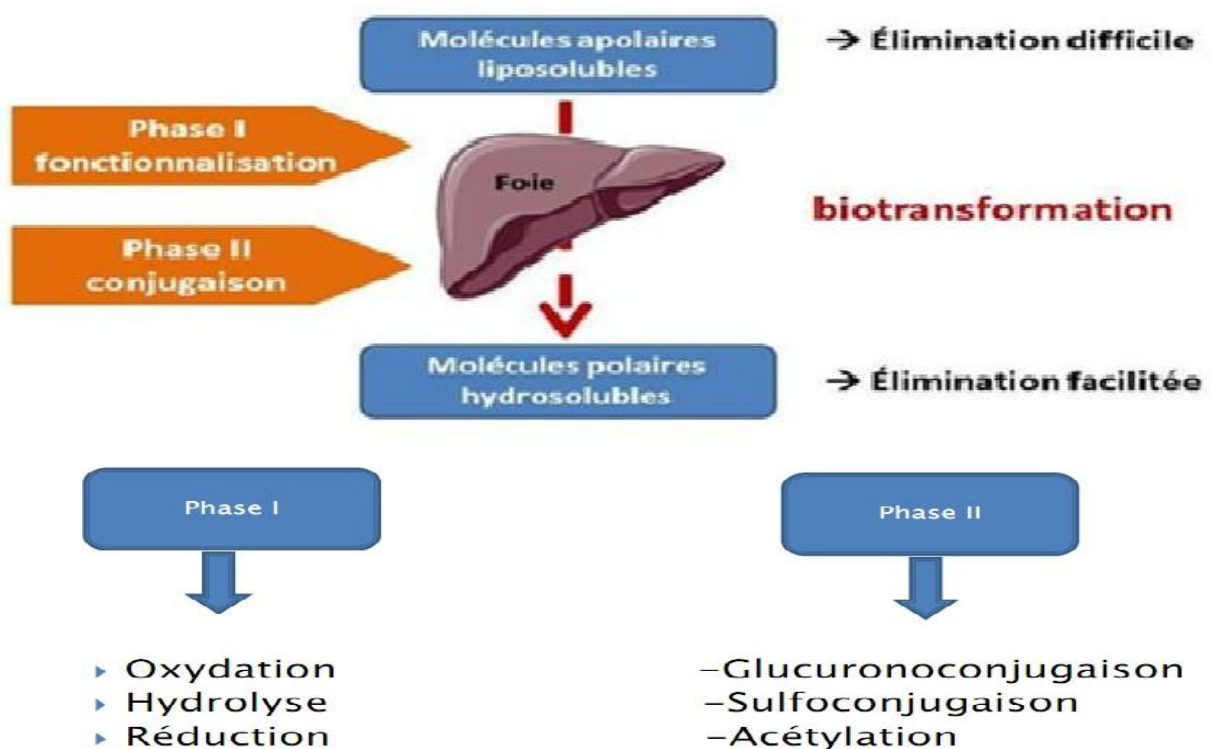 Molécules apolaires
liposolubles
→ Élimination difficile
Phase I
fonctionnalisation
Foie
biotransformation
Phase II
conjugaison
Molécules polaires
hydrosolubles
→ Élimination facilitée
Phase I
Phase II
▸ Oxydation
▸ Hydrolyse
▸ Réduction
–Glucuronoconjugaison
–Sulfoconjugaison
–Acétylation